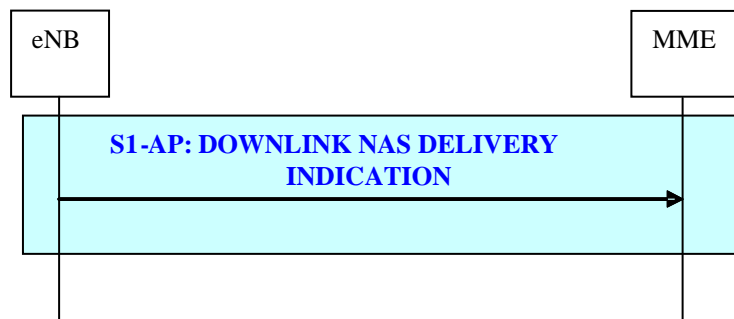 eNB
MME
S1-AP: DOWNLINK NAS DELIVERY
INDICATION